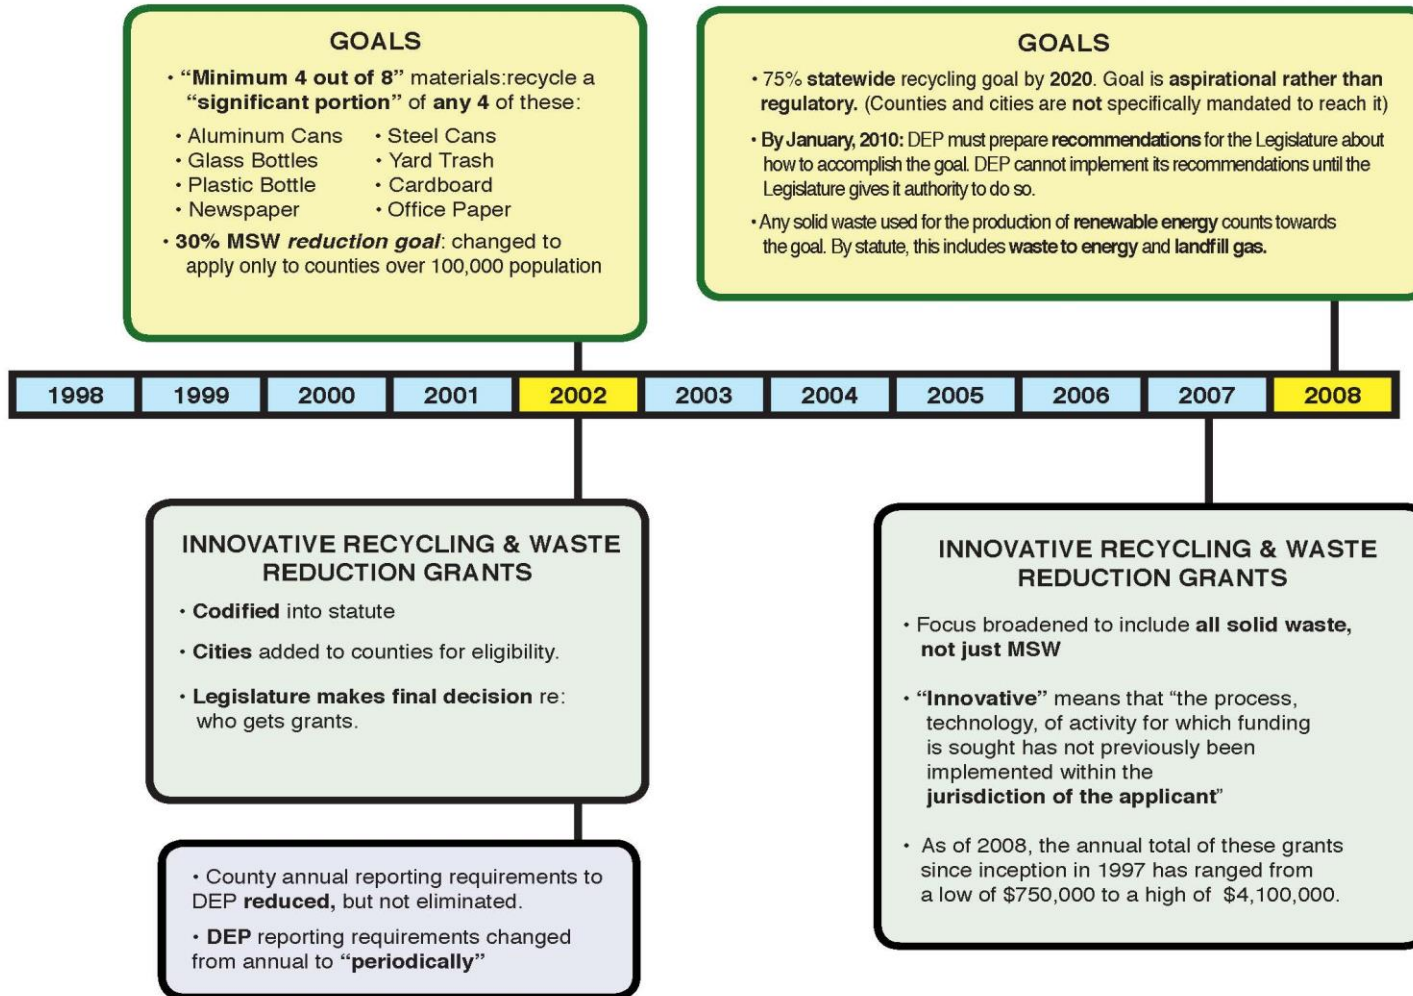 GOALS
• “Minimum 4 out of 8” materials:recycle a
“significant portion” of any 4 of these:
• Aluminum Cans • Steel Cans
• Glass Bottles • Yard Trash
• Plastic Bottle • Cardboard
• Newspaper • Office Paper
• 30% MSW reduction goal: changed to
apply only to counties over 100,000 population
GOALS
• 75% statewide recycling goal by 2020. Goal is aspirational rather than
regulatory. (Counties and cities are not specifically mandated to reach it)
• By January, 2010: DEP must prepare recommendations for the Legislature about
how to accomplish the goal. DEP cannot implement its recommendations until the
Legislature gives it authority to do so.
• Any solid waste used for the production of renewable energy counts towards
the goal. By statute, this includes waste to energy and landfill gas.
1998 1999 2000 2001 2002 2003 2004 2005 2006 2007 2008
INNOVATIVE RECYCLING & WASTE
REDUCTION GRANTS
• Codified into statute
• Cities added to counties for eligibility.
• Legislature makes final decision re:
who gets grants.
• County annual reporting requirements to
DEP reduced, but not eliminated.
• DEP reporting requirements changed
from annual to “periodically”
INNOVATIVE RECYCLING & WASTE
REDUCTION GRANTS
• Focus broadened to include all solid waste,
not just MSW
• “Innovative” means that “the process,
technology, of activity for which funding
is sought has not previously been
implemented within the
jurisdiction of the applicant”
• As of 2008, the annual total of these grants
since inception in 1997 has ranged from
a low of $750,000 to a high of $4,100,000.